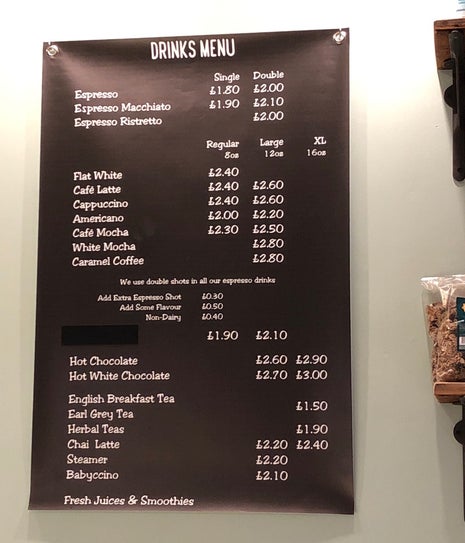 DRINKS MENU
Single Double
Espresso £1.80 £2.00
Espresso Macchiato £1.90 £2.10
Espresso Ristretto £2.00
Regular Large XL
8oz 12oz 16oz
Flat White £2.40
Café Latte £2.40 £2.60
Cappuccino £2.40 £2.60
Americano £2.00 £2.20
Café Mocha £2.30 £2.50
White Mocha £2.80
Caramel Coffee £2.80
We use double shots in all our espresso drinks
Add Extra Espresso Shot £0.30
Add Some Flavour £0.50
Non-Dairy £0.40
£1.90 £2.10
Hot Chocolate £2.60 £2.90
Hot White Chocolate £2.70 £3.00
English Breakfast Tea
Earl Grey Tea £1.50
Herbal Teas £1.90
Chai Latte £2.20 £2.40
Steamer £2.20
Babyccino £2.10
Fresh Juices & Smoothies